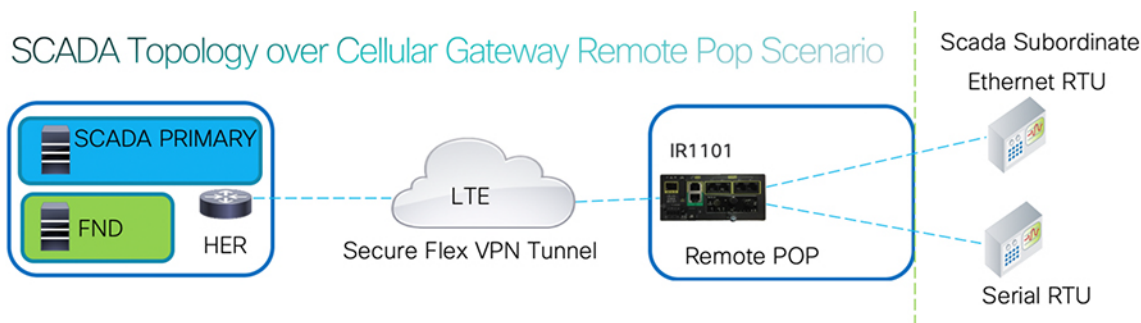 SCADA Topology over Cellular Gateway Remote Pop Scenario
Scada Subordinate
Ethernet RTU
SCADA PRIMARY
FND
HER
LTE
Secure Flex VPN Tunnel
IR1101
Remote POP
Serial RTU